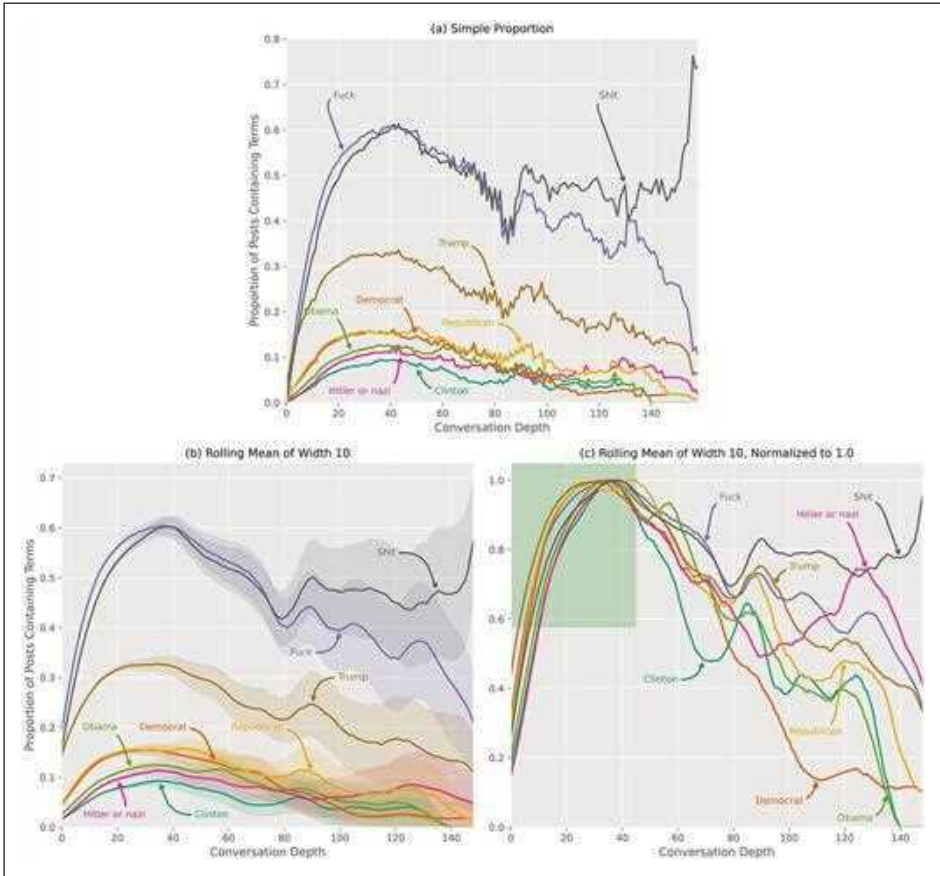 (a) Simple Proportion
Proportion of Posts Containing Terms
0.8
0.7
0.6
0.5
0.4
0.3
0.2
0.1
0.0
Fuck
Shit
Trump
Democrat
Obama
Republican
Hitler or nazi
Clinton
0 20 40 60 80 100 120 140
Conversation Depth
(b) Rolling Mean of Width 10
Proportion of Posts Containing Terms
0.7
0.6
0.5
0.4
0.3
0.2
0.1
0.0
Shit
Fuck
Trump
Obama
Democrat
Republican
Hitler or nazi
Clinton
0 20 40 60 80 100 120 140
Conversation Depth
(c) Rolling Mean of Width 10, Normalized to 1.0
1.0
0.8
0.6
0.4
0.2
0.0
Fuck
Shit
Hitler or nazi
Trump
Clinton
Republican
Democrat
Obama
0 20 40 60 80 100 120 140
Conversation Depth